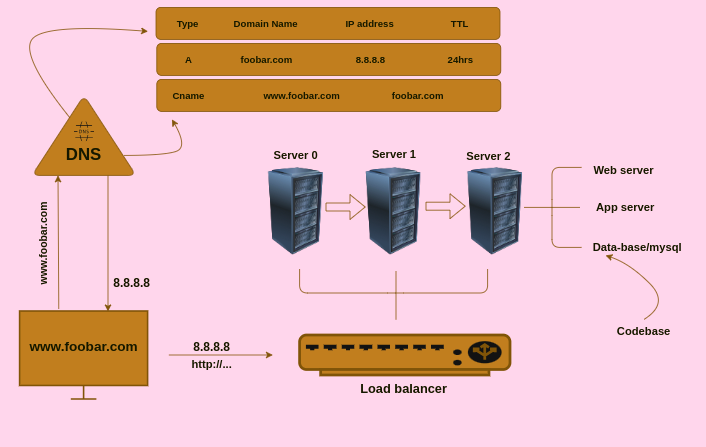 Type Domain Name IP address TTL
A foobar.com 8.8.8.8 24hrs
Cname www.foobar.com foobar.com
DNS
DNS
Server 0 Server 1 Server 2
Web server
App server
Data-base/mysql
www.foobar.com
8.8.8.8
Codebase
www.foobar.com
8.8.8.8
http://...
Load balancer